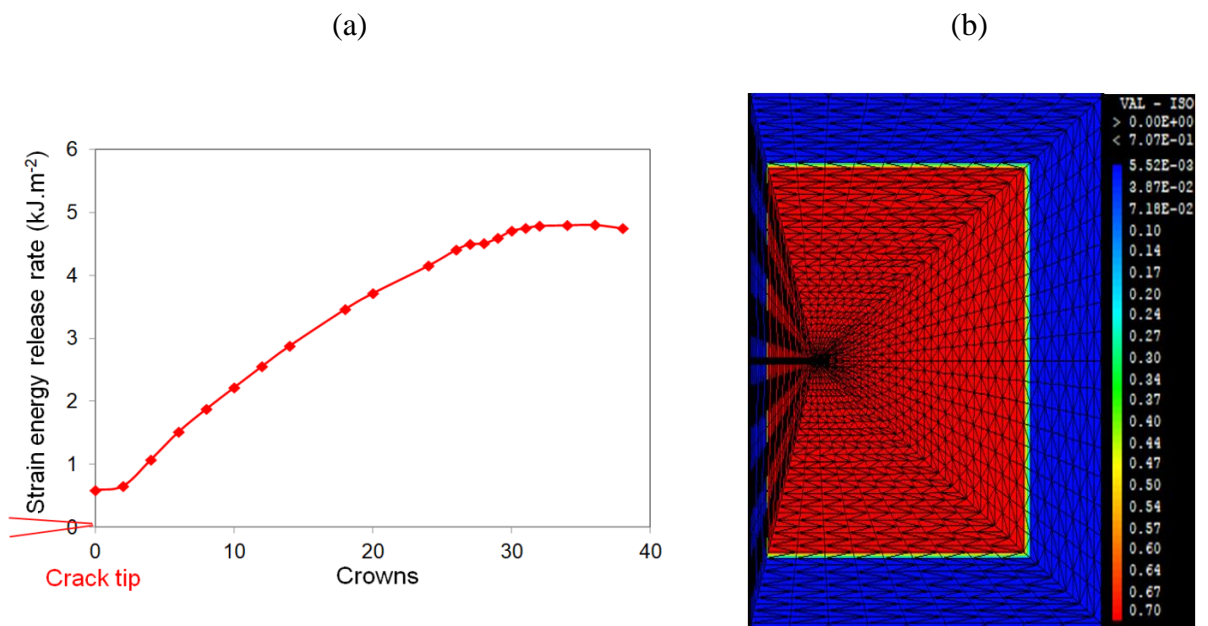 (a)
(b)
Strain energy release rate (kJ.m⁻²)
6
5
4
3
2
1
0
0 10 20 30 40
Crack tip
Crowns
VAL - ISO
> 0.00E+00
< 7.07E-01
5.52E-03
3.87E-02
7.18E-02
0.10
0.14
0.17
0.20
0.24
0.27
0.30
0.34
0.37
0.40
0.44
0.47
0.50
0.54
0.57
0.60
0.64
0.67
0.70